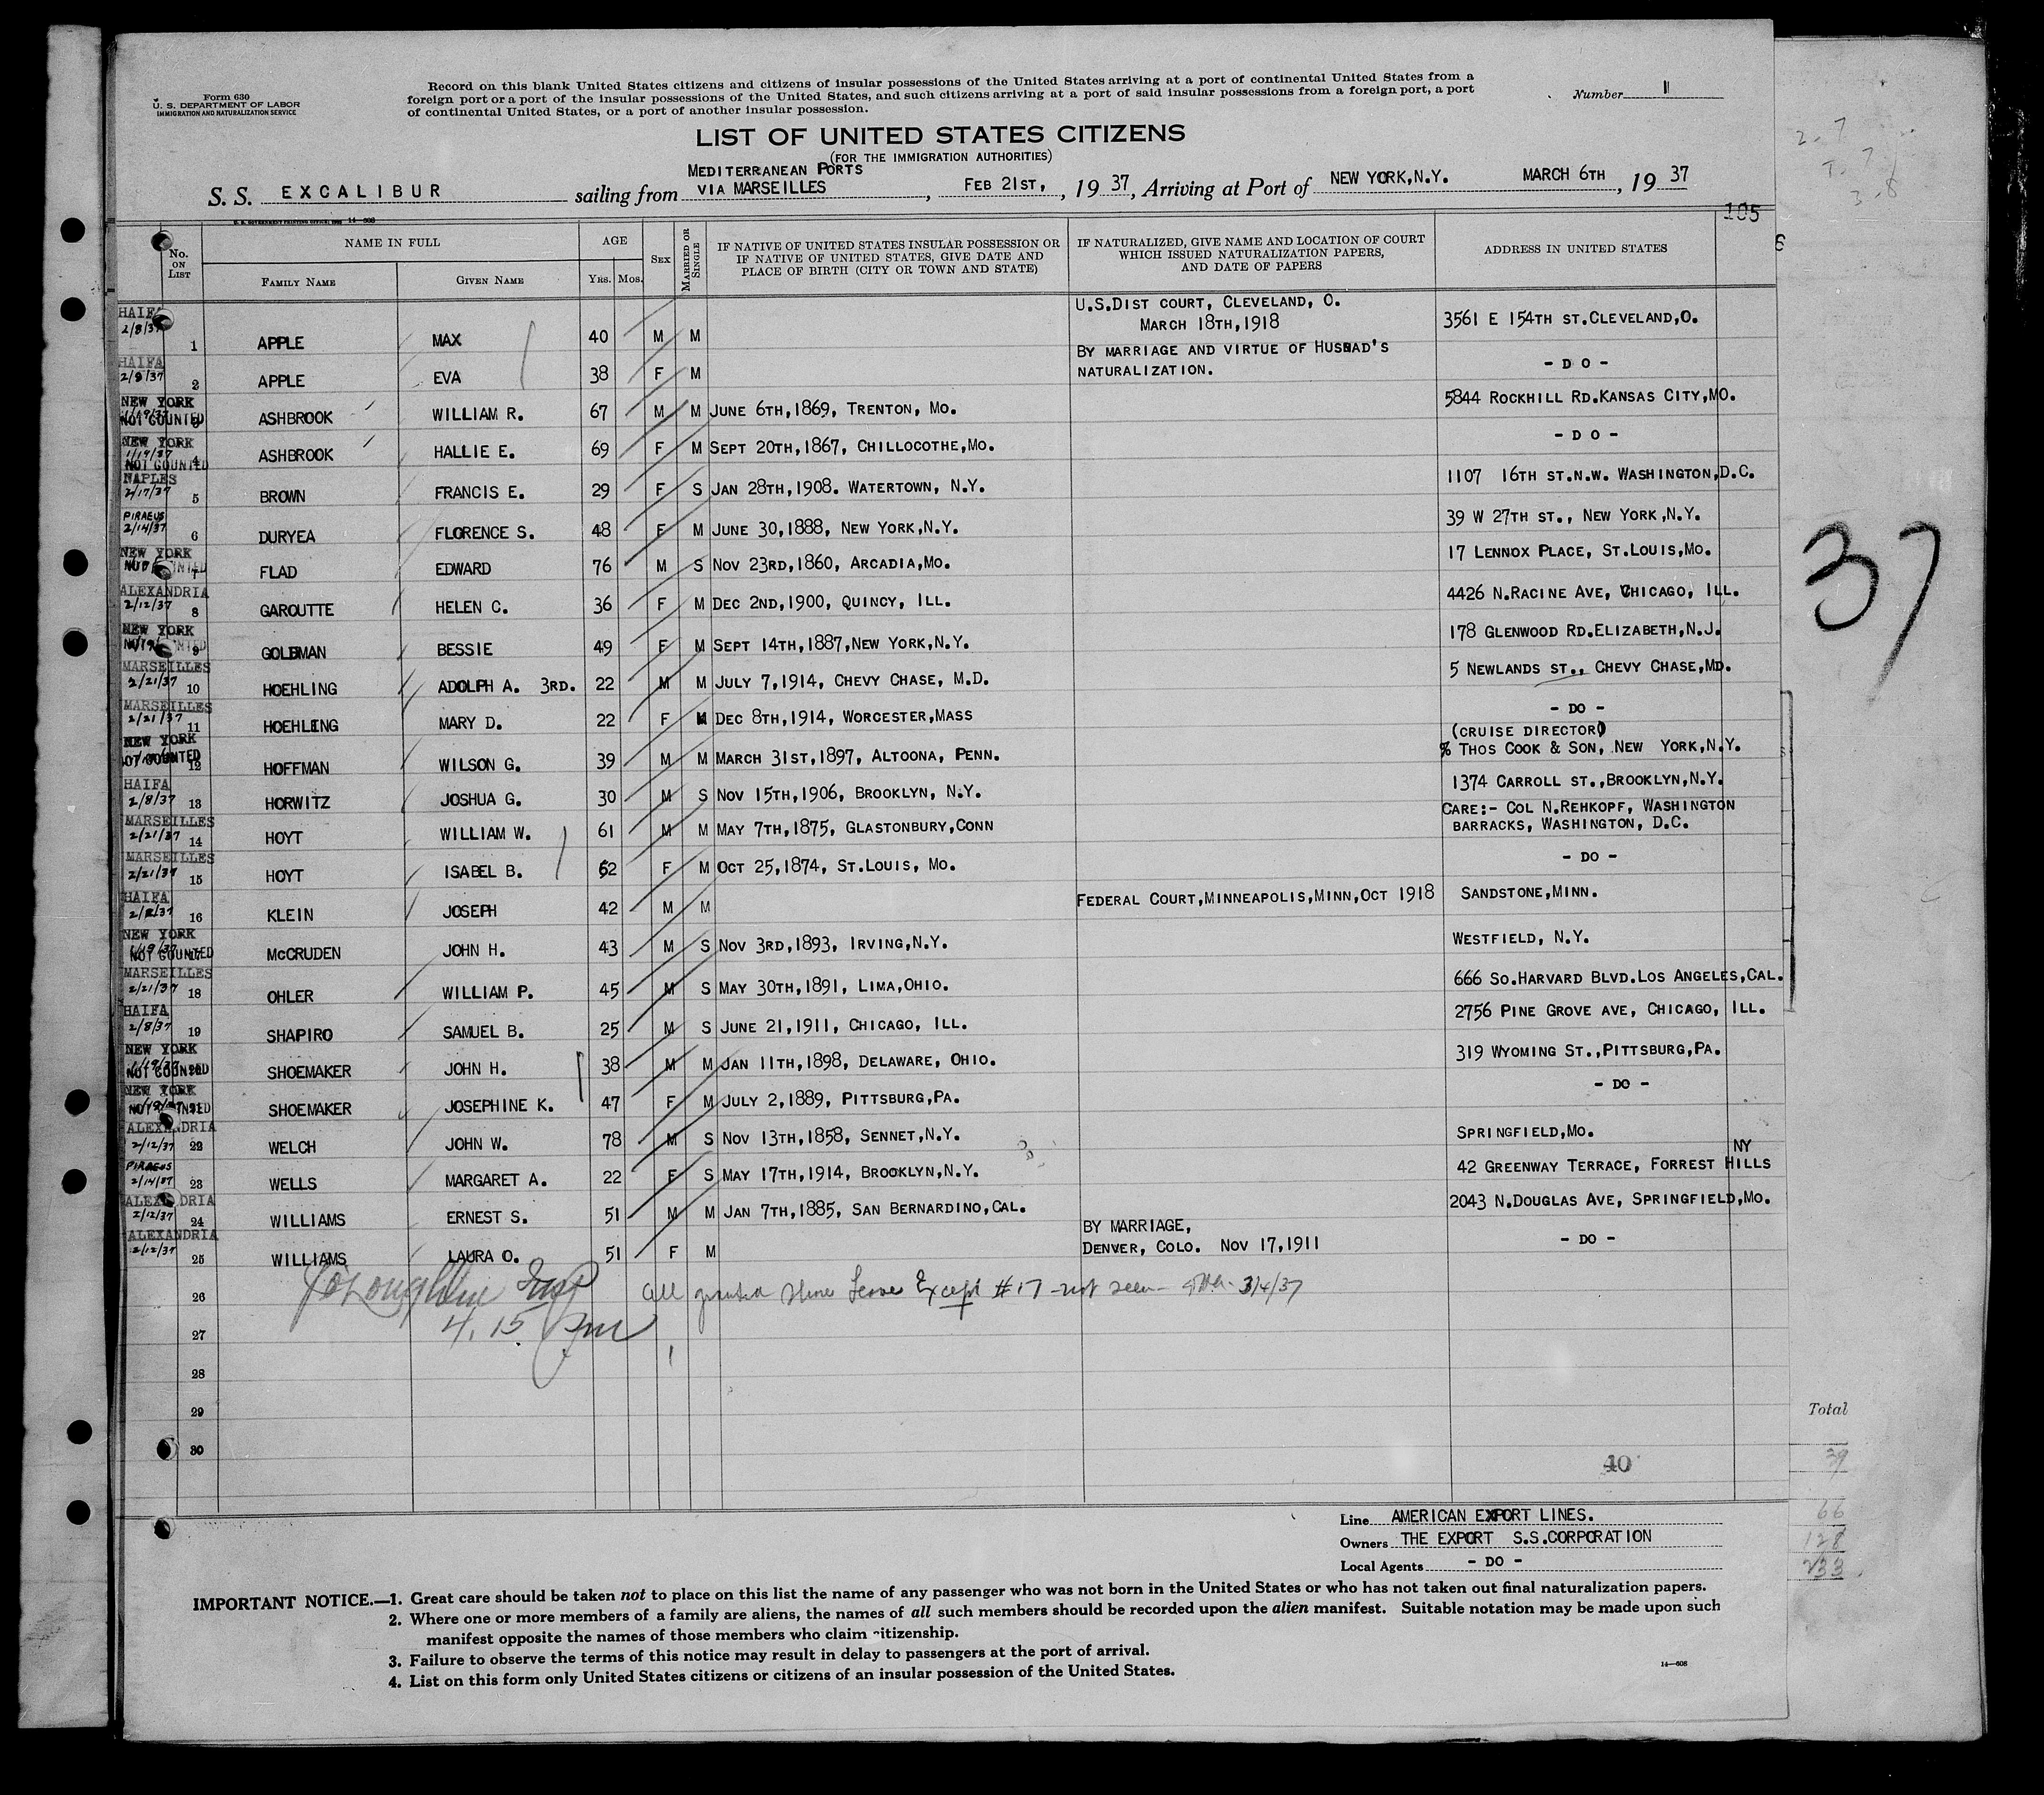 Form 630
U. S. DEPARTMENT OF LABOR
IMMIGRATION AND NATURALIZATION SERVICE
Record on this blank United States citizens and citizens of insular possessions of the United States arriving at a port of continental United States from a
foreign port or a port of the insular possessions of the United States, and such citizens arriving at a port of said insular possessions from a foreign port, a port
of continental United States, or a port of another insular possession.
Number 1
LIST OF UNITED STATES CITIZENS
(FOR THE IMMIGRATION AUTHORITIES)
S. S. EXCALIBUR sailing from MEDITERRANEAN PORTS VIA MARSEILLES, FEB 21ST, , 19 37, Arriving at Port of NEW YORK,N.Y. MARCH 6TH , 19 37
105
No. ON LIST
NAME IN FULL
FAMILY NAME GIVEN NAME
AGE
YRS. MOS.
SEX
MARRIED OR SINGLE
IF NATIVE OF UNITED STATES INSULAR POSSESSION OR
IF NATIVE OF UNITED STATES, GIVE DATE AND
PLACE OF BIRTH (CITY OR TOWN AND STATE)
IF NATURALIZED, GIVE NAME AND LOCATION OF COURT
WHICH ISSUED NATURALIZATION PAPERS,
AND DATE OF PAPERS
ADDRESS IN UNITED STATES
HAIFA 2/8/37 1 APPLE MAX 40 M M U.S.DIST COURT, CLEVELAND, O. MARCH 18TH,1918 3561 E 154TH ST.CLEVELAND,O.
HAIFA 2/8/37 2 APPLE EVA 38 F M BY MARRIAGE AND VIRTUE OF HUSBAD'S NATURALIZATION. - D O -
NEW YORK 1/19/37 NOT COUNTED 3 ASHBROOK WILLIAM R. 67 M M JUNE 6TH,1869, TRENTON, MO. 5844 ROCKHILL RD.KANSAS CITY,MO.
NEW YORK 1/19/37 NOT COUNTED 4 ASHBROOK HALLIE E. 69 F M SEPT 20TH,1867, CHILLOCOTHE,MO. - D O -
NAPLES 2/17/37 5 BROWN FRANCIS E. 29 F S JAN 28TH,1908. WATERTOWN, N.Y. 1107 16TH ST.N.W. WASHINGTON,D.C.
PIRAEUS 2/14/37 6 DURYEA FLORENCE S. 48 F M JUNE 30,1888, NEW YORK,N.Y. 39 W 27TH ST., NEW YORK,N.Y.
NEW YORK 7 FLAD EDWARD 76 M S NOV 23RD,1860, ARCADIA,MO. 17 LENNOX PLACE, ST.LOUIS,MO.
ALEXANDRIA 2/12/37 8 GAROUTTE HELEN C. 36 F M DEC 2ND,1900, QUINCY, ILL. 4426 N.RACINE AVE, CHICAGO, ILL.
NEW YORK 9 GOLDMAN BESSIE 49 F M SEPT 14TH,1887,NEW YORK,N.Y. 178 GLENWOOD RD.ELIZABETH,N.J.
MARSEILLES 2/21/37 10 HOEHLING ADOLPH A. 3RD. 22 M M JULY 7,1914, CHEVY CHASE, M.D. 5 NEWLANDS ST., CHEVY CHASE,MD.
MARSEILLES 2/21/37 11 HOEHLING MARY D. 22 F M DEC 8TH,1914, WORCESTER,MASS - DO -
NEW YORK NOT COUNTED 12 HOFFMAN WILSON G. 39 M M MARCH 31ST,1897, ALTOONA, PENN. (CRUISE DIRECTOR) % THOS COOK & SON, NEW YORK,N.Y.
HAIFA 2/8/37 13 HORWITZ JOSHUA G. 30 M S NOV 15TH,1906, BROOKLYN, N.Y. 1374 CARROLL ST.,BROOKLYN,N.Y.
MARSEILLES 2/21/37 14 HOYT WILLIAM W. 61 M M MAY 7TH,1875, GLASTONBURY,CONN CARE:- COL N.REHKOPF, WASHINGTON BARRACKS, WASHINGTON, D.C.
MARSEILLES 2/21/37 15 HOYT ISABEL B. 62 F M OCT 25,1874, ST.LOUIS, MO. - DO -
HAIFA 2/8/37 16 KLEIN JOSEPH 42 M M FEDERAL COURT,MINNEAPOLIS,MINN,OCT 1918 SANDSTONE,MINN.
NEW YORK 1/19/37 NOT COUNTED 17 McCRUDEN JOHN H. 43 M S NOV 3RD,1893, IRVING,N.Y. WESTFIELD, N.Y.
MARSEILLES 2/21/37 18 OHLER WILLIAM P. 45 M S MAY 30TH,1891, LIMA,OHIO. 666 SO.HARVARD BLVD.LOS ANGELES,CAL.
HAIFA 2/8/37 19 SHAPIRO SAMUEL B. 25 M S JUNE 21,1911, CHICAGO, ILL. 2756 PINE GROVE AVE, CHICAGO, ILL.
NEW YORK 1/19/37 NOT COUNTED 20 SHOEMAKER JOHN H. 38 M M JAN 11TH,1898, DELAWARE, OHIO. 319 WYOMING ST.,PITTSBURG,PA.
NEW YORK 1/19/37 21 SHOEMAKER JOSEPHINE K. 47 F M JULY 2,1889, PITTSBURG,PA. - DO -
ALEXANDRIA 2/12/37 22 WELCH JOHN W. 78 M S NOV 13TH,1858, SENNET,N.Y. SPRINGFIELD,MO.
PIRAEUS 2/14/37 23 WELLS MARGARET A. 22 F S MAY 17TH,1914, BROOKLYN,N.Y. 42 GREENWAY TERRACE, FORREST HILLS NY
ALEXANDRIA 2/12/37 24 WILLIAMS ERNEST S. 51 M M JAN 7TH,1885, SAN BERNARDINO,CAL. 2043 N.DOUGLAS AVE, SPRINGFIELD,MO.
ALEXANDRIA 2/12/37 25 WILLIAMS LAURA O. 51 F M BY MARRIAGE, DENVER, COLO. NOV 17,1911 - DO -
26 All granted Shore Leave Except #17 - not seen 3/4/37
27 4.15 Pm
28
29
30
40
37
Total
39
66
128
233
Line AMERICAN EXPORT LINES.
Owners THE EXPORT S.S.CORPORATION
Local Agents - DO -
IMPORTANT NOTICE.—1. Great care should be taken not to place on this list the name of any passenger who was not born in the United States or who has not taken out final naturalization papers.
2. Where one or more members of a family are aliens, the names of all such members should be recorded upon the alien manifest. Suitable notation may be made upon such
manifest opposite the names of those members who claim citizenship.
3. Failure to observe the terms of this notice may result in delay to passengers at the port of arrival.
4. List on this form only United States citizens or citizens of an insular possession of the United States.
14—608